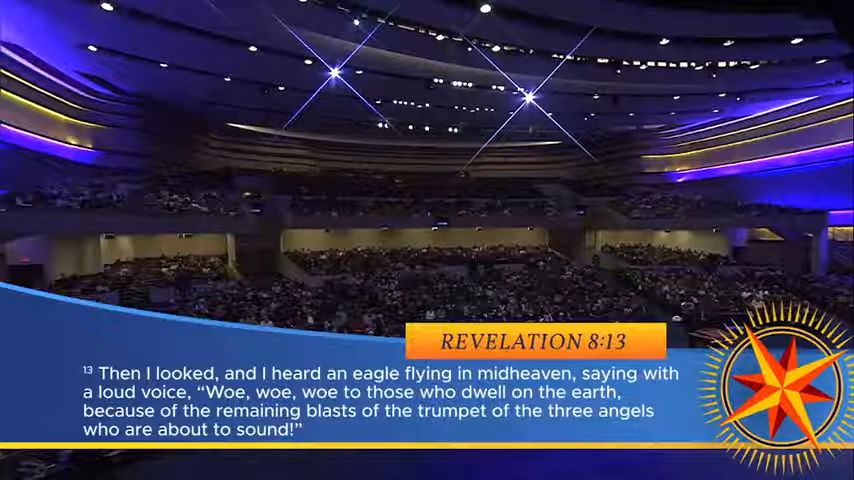 REVELATION 8:13
¹³ Then I looked, and I heard an eagle flying in midheaven, saying with
a loud voice, “Woe, woe, woe to those who dwell on the earth,
because of the remaining blasts of the trumpet of the three angels
who are about to sound!”